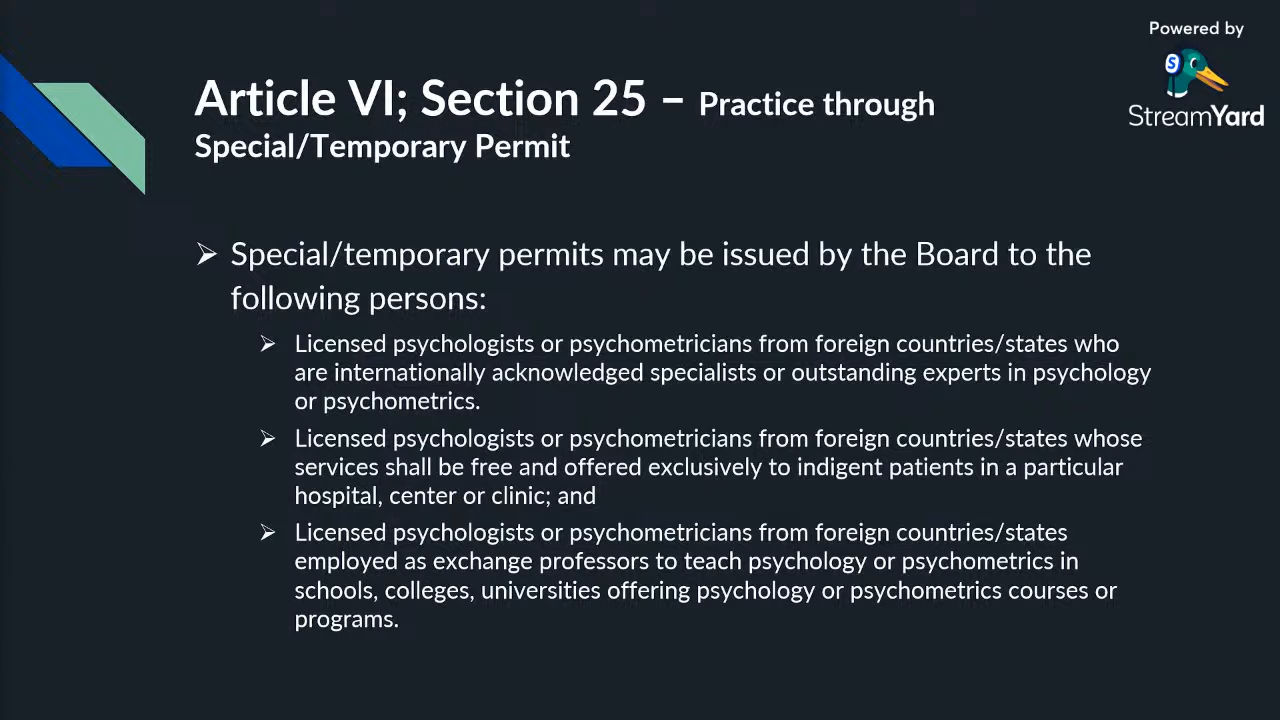 Powered by
StreamYard
Article VI; Section 25 – Practice through
Special/Temporary Permit
➢ Special/temporary permits may be issued by the Board to the
following persons:
➢ Licensed psychologists or psychometricians from foreign countries/states who
are internationally acknowledged specialists or outstanding experts in psychology
or psychometrics.
➢ Licensed psychologists or psychometricians from foreign countries/states whose
services shall be free and offered exclusively to indigent patients in a particular
hospital, center or clinic; and
➢ Licensed psychologists or psychometricians from foreign countries/states
employed as exchange professors to teach psychology or psychometrics in
schools, colleges, universities offering psychology or psychometrics courses or
programs.